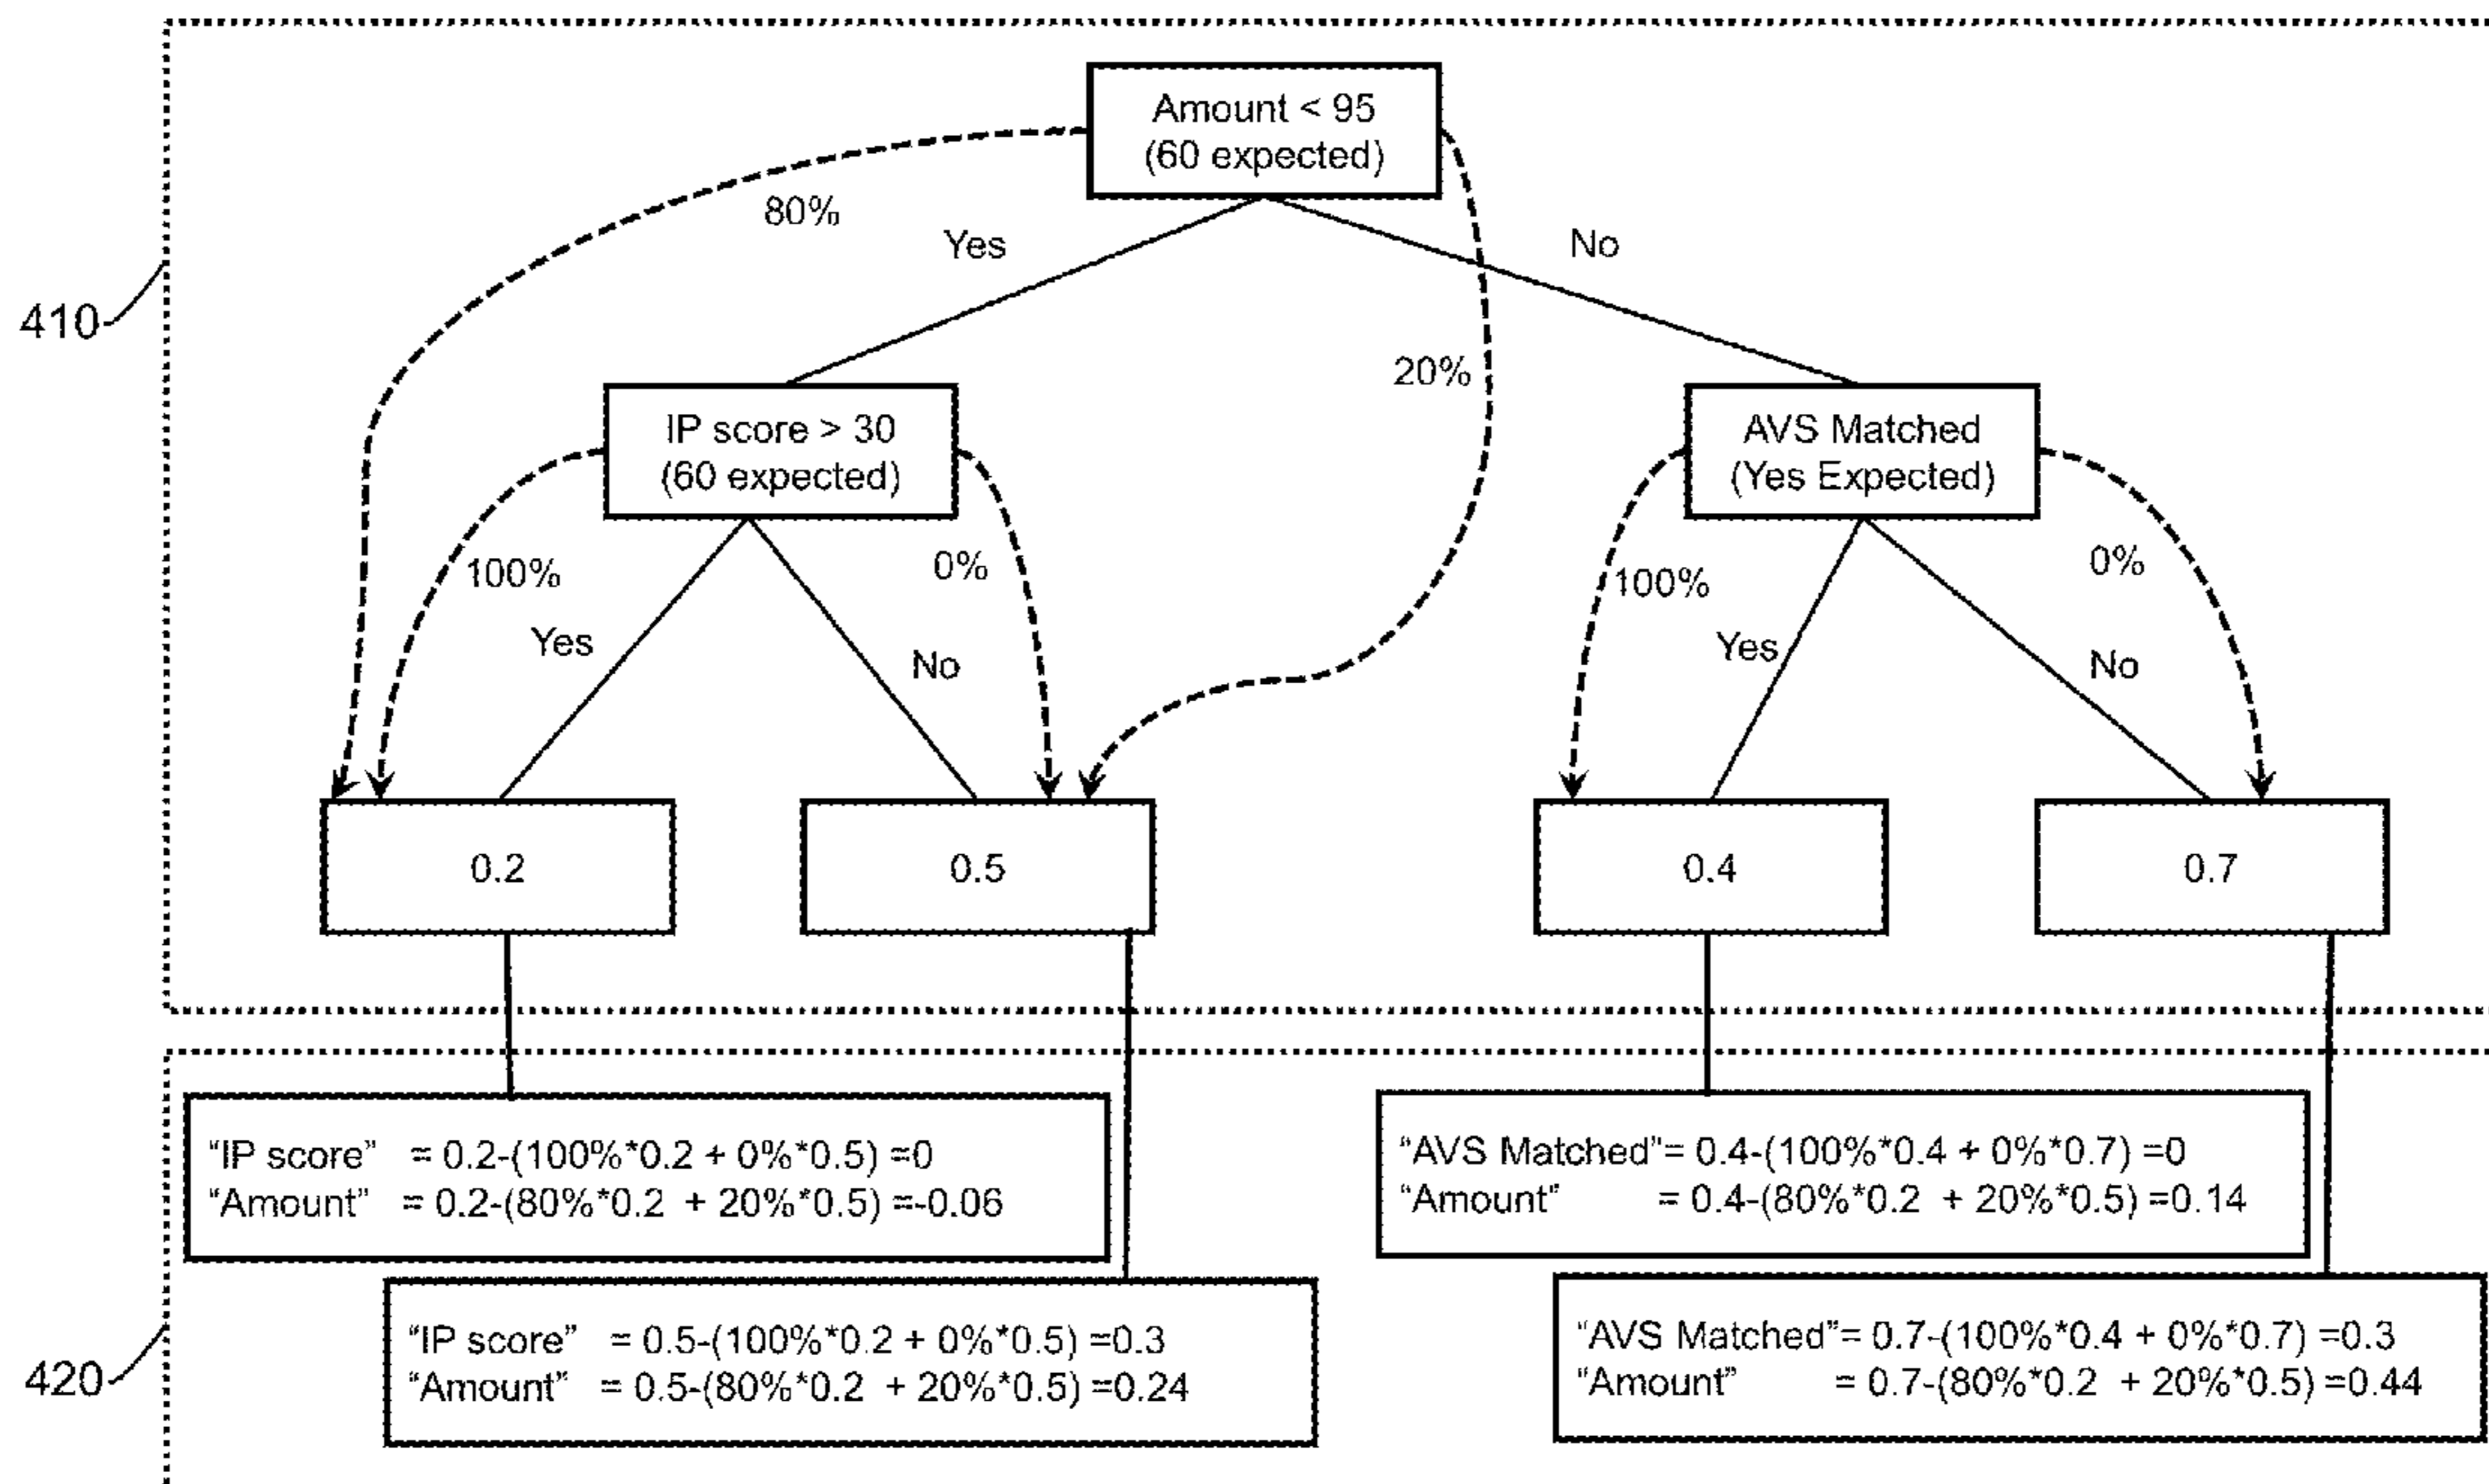 Amount < 95
(60 expected)
80%
Yes
No
410
20%
IP score > 30
(60 expected)
AVS Matched
(Yes Expected)
100%
0%
100%
0%
Yes
No
Yes
No
0.2
0.5
0.4
0.7
"IP score" = 0.2-(100%*0.2 + 0%*0.5) =0
"Amount" = 0.2-(80%*0.2 + 20%*0.5) =-0.06
"AVS Matched"= 0.4-(100%*0.4 + 0%*0.7) =0
"Amount" = 0.4-(80%*0.2 + 20%*0.5) =0.14
420
"IP score" = 0.5-(100%*0.2 + 0%*0.5) =0.3
"Amount" = 0.5-(80%*0.2 + 20%*0.5) =0.24
"AVS Matched"= 0.7-(100%*0.4 + 0%*0.7) =0.3
"Amount" = 0.7-(80%*0.2 + 20%*0.5) =0.44